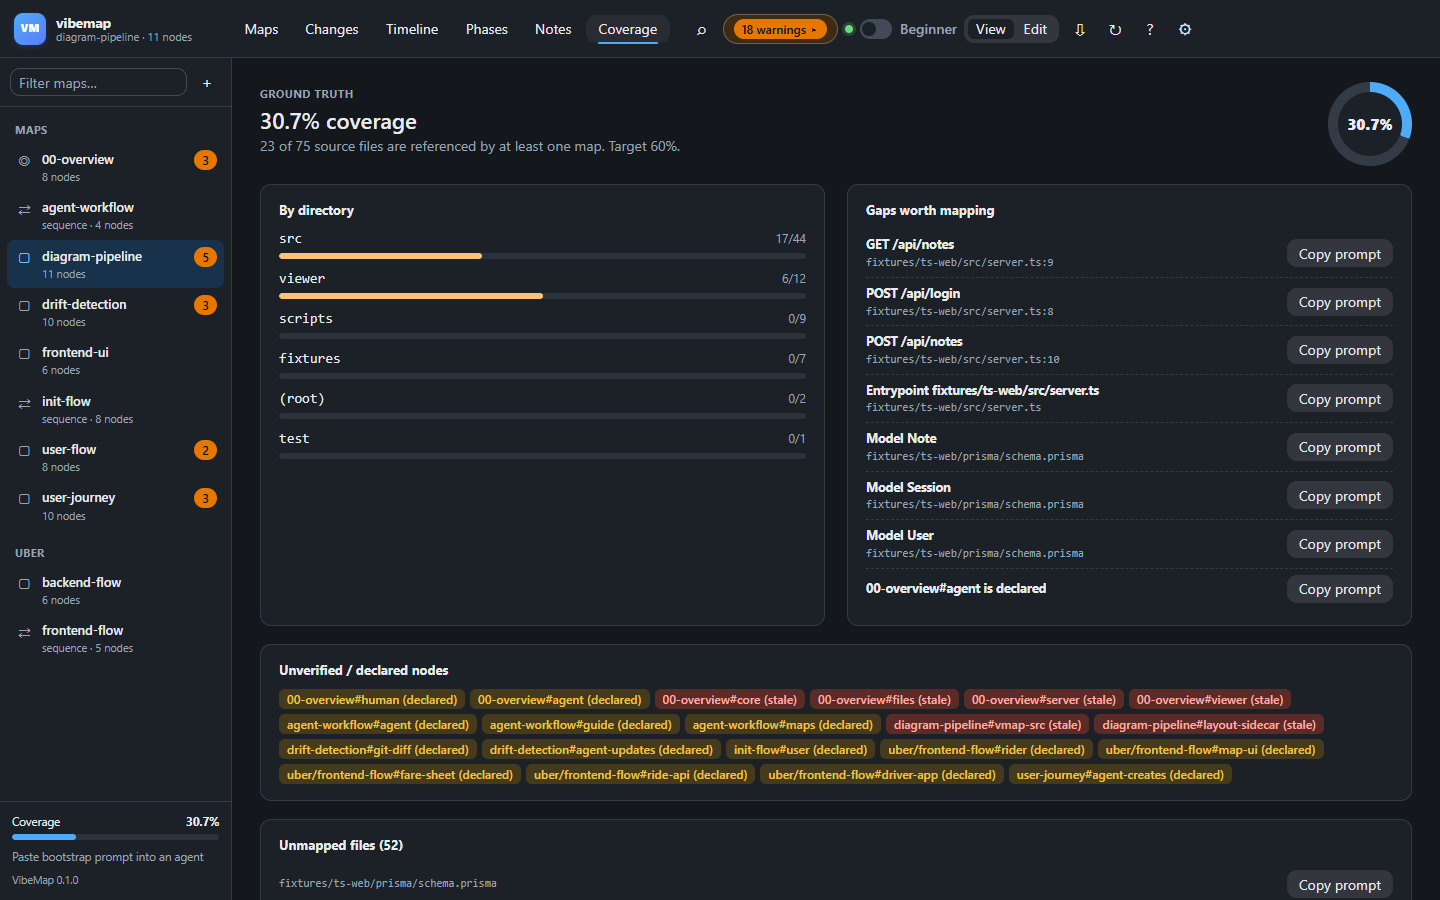 VM
vibemap
diagram-pipeline · 11 nodes
Maps
Changes
Timeline
Phases
Notes
Coverage
18 warnings
Beginner
View
Edit
?
Filter maps...
+
MAPS
00-overview
3
8 nodes
agent-workflow
sequence · 4 nodes
diagram-pipeline
5
11 nodes
drift-detection
3
10 nodes
frontend-ui
6 nodes
init-flow
sequence · 8 nodes
user-flow
2
8 nodes
user-journey
3
10 nodes
UBER
backend-flow
6 nodes
frontend-flow
sequence · 5 nodes
Coverage
30.7%
Paste bootstrap prompt into an agent
VibeMap 0.1.0
GROUND TRUTH
30.7% coverage
23 of 75 source files are referenced by at least one map. Target 60%.
30.7%
By directory
src
17/44
viewer
6/12
scripts
0/9
fixtures
0/7
(root)
0/2
test
0/1
Gaps worth mapping
GET /api/notes
fixtures/ts-web/src/server.ts:9
Copy prompt
POST /api/login
fixtures/ts-web/src/server.ts:8
Copy prompt
POST /api/notes
fixtures/ts-web/src/server.ts:10
Copy prompt
Entrypoint fixtures/ts-web/src/server.ts
fixtures/ts-web/src/server.ts
Copy prompt
Model Note
fixtures/ts-web/prisma/schema.prisma
Copy prompt
Model Session
fixtures/ts-web/prisma/schema.prisma
Copy prompt
Model User
fixtures/ts-web/prisma/schema.prisma
Copy prompt
00-overview#agent is declared
Copy prompt
Unverified / declared nodes
00-overview#human (declared) 00-overview#agent (declared) 00-overview#core (stale) 00-overview#files (stale) 00-overview#server (stale) 00-overview#viewer (stale)
agent-workflow#agent (declared) agent-workflow#guide (declared) agent-workflow#maps (declared) diagram-pipeline#vmap-src (stale) diagram-pipeline#layout-sidecar (stale)
drift-detection#git-diff (declared) drift-detection#agent-updates (declared) init-flow#user (declared) uber/frontend-flow#rider (declared) uber/frontend-flow#map-ui (declared)
uber/frontend-flow#fare-sheet (declared) uber/frontend-flow#ride-api (declared) uber/frontend-flow#driver-app (declared) user-journey#agent-creates (declared)
Unmapped files (52)
fixtures/ts-web/prisma/schema.prisma
Copy prompt